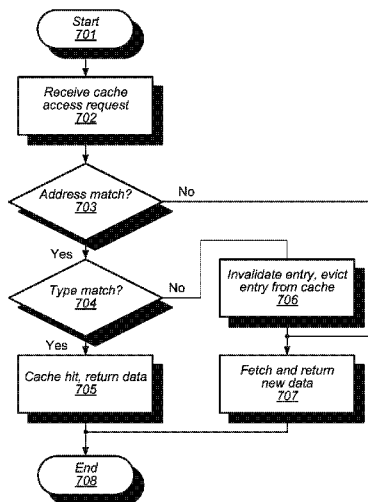 Start
701
Receive cache
access request
702
Address match?
703
No
Yes
Type match?
704
No
Invalidate entry, evict
entry from cache
706
Yes
Cache hit, return data
705
Fetch and return
new data
707
End
708